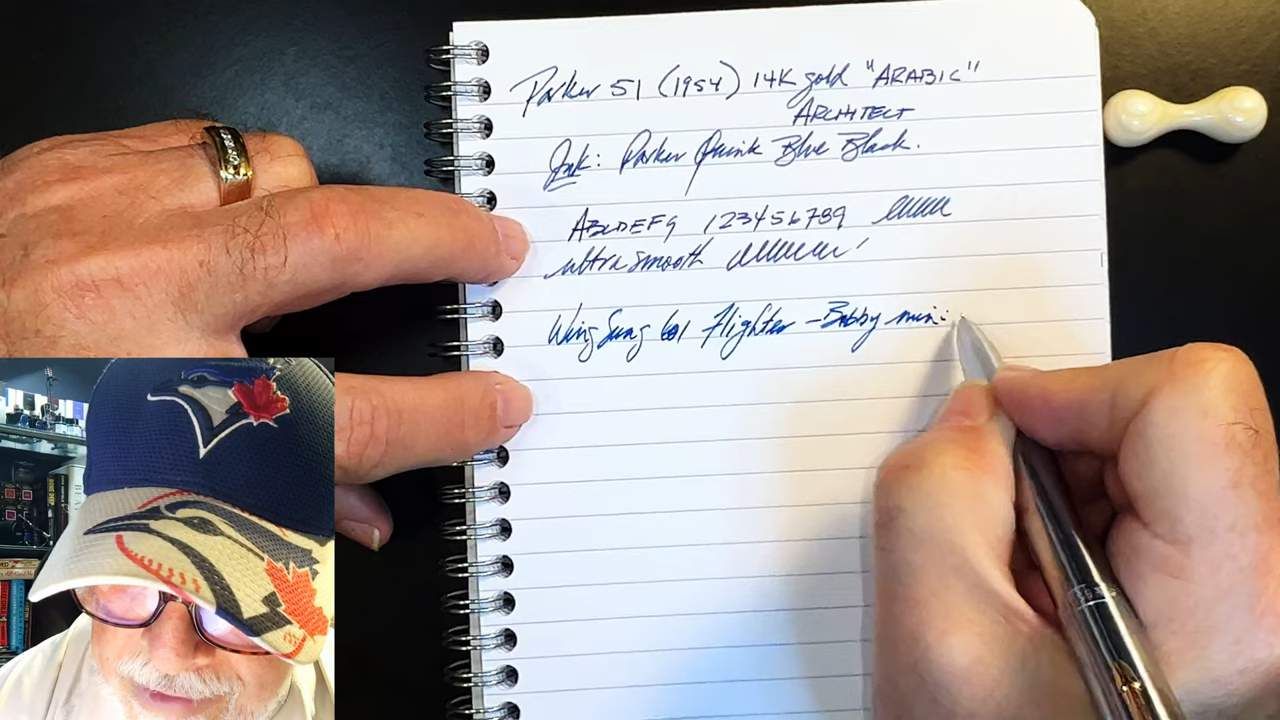 Parker 51 (1954) 14K gold "ARABIC"
ARCHITECT
Ink: Parker Quink Blue Black.
ABCDEFG 123456789
ultra smooth
Wing Sung 601 Flighter - Bobby mini